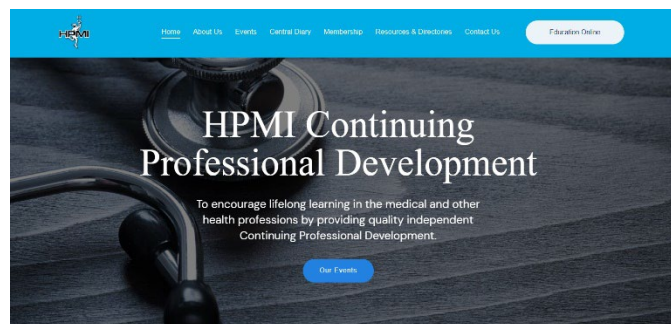 HPMI
Home About Us Events Central Diary Membership Resources & Directories Contact Us Education Online
HPMI Continuing
Professional Development
To encourage lifelong learning in the medical and other
health professions by providing quality independent
Continuing Professional Development.
Our Events